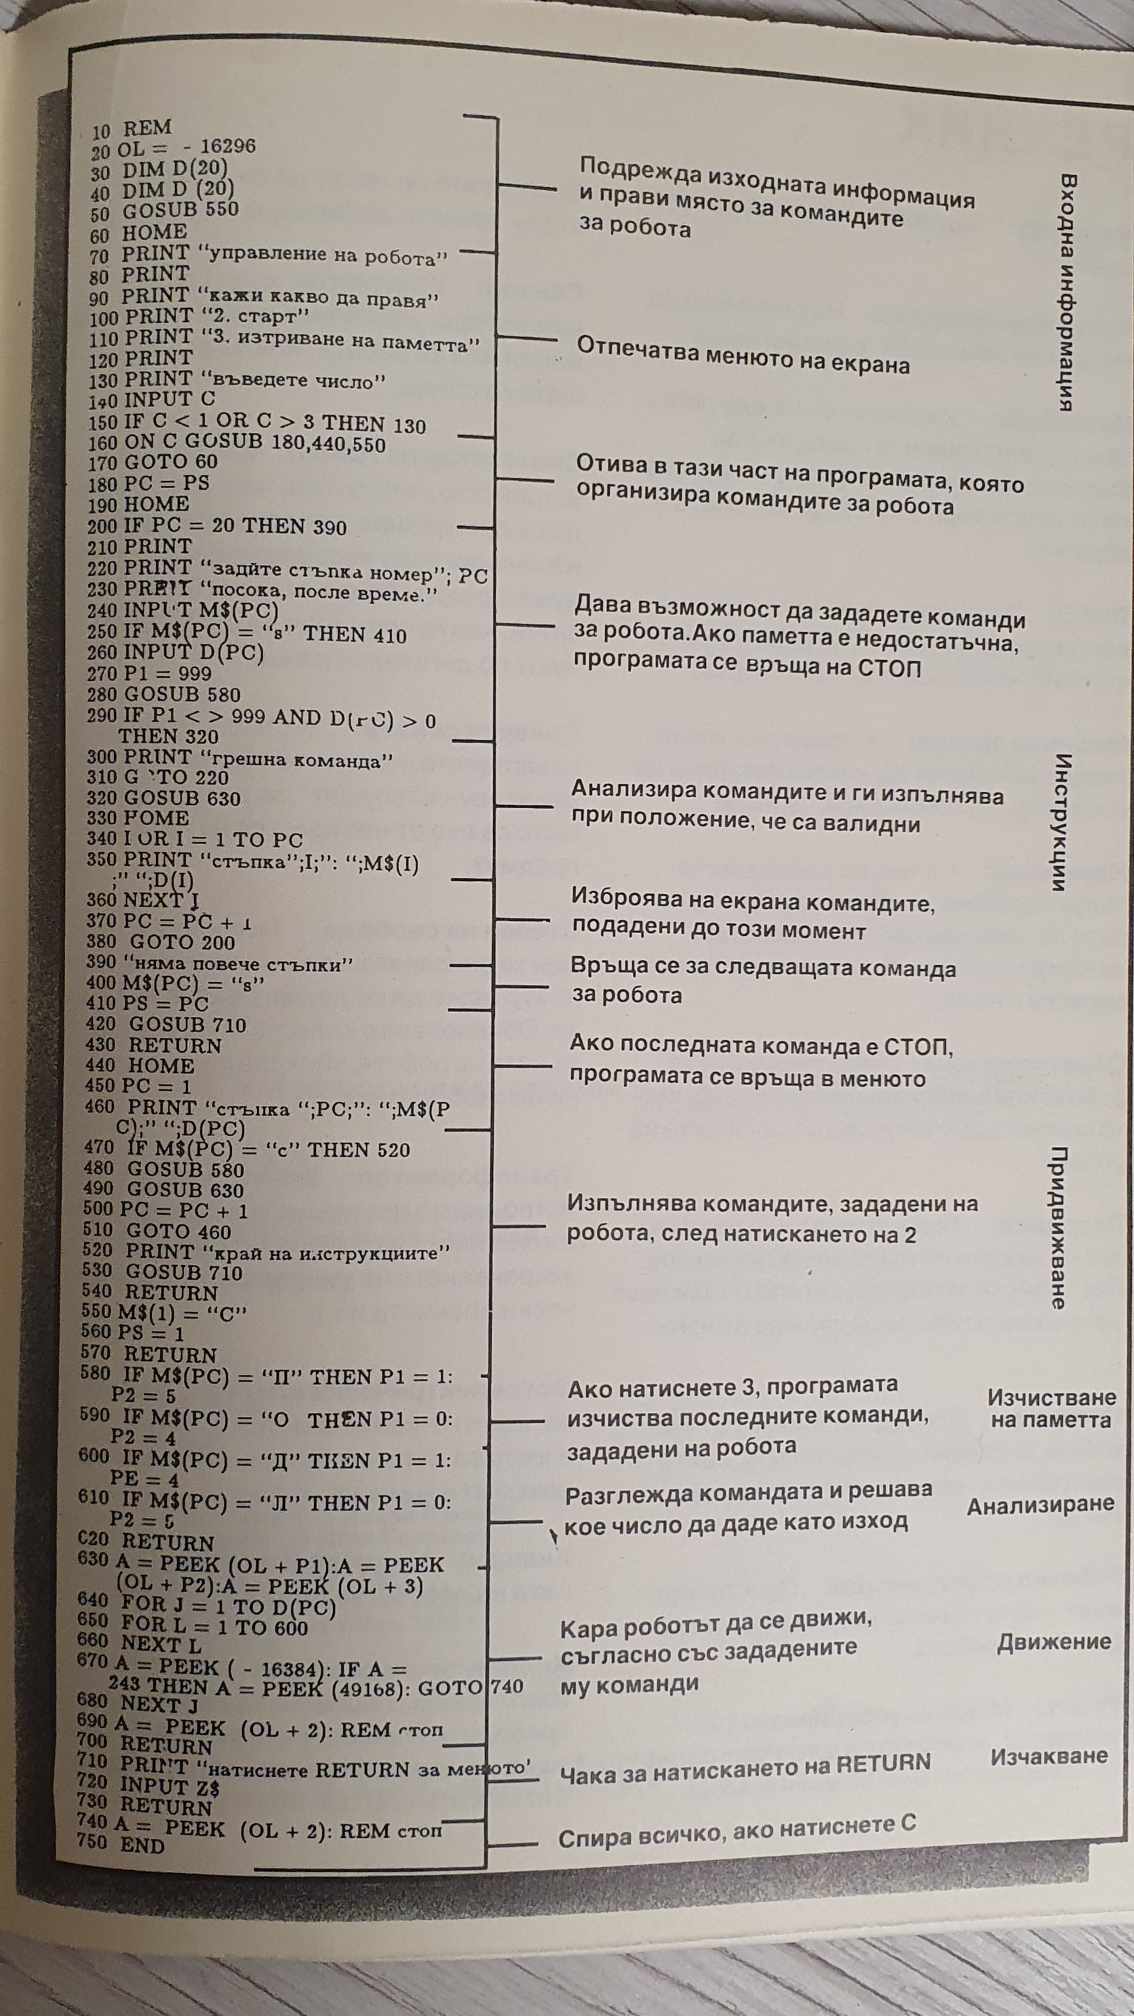 10 REM
20 OL = - 16296
30 DIM D(20)
40 DIM D (20)
50 GOSUB 550
60 HOME
70 PRINT “управление на робота”
80 PRINT
90 PRINT “кажи какво да правя”
100 PRINT “2. старт”
110 PRINT “3. изтриване на паметта”
120 PRINT
130 PRINT “въведете число”
140 INPUT C
150 IF C < 1 OR C > 3 THEN 130
160 ON C GOSUB 180,440,550
170 GOTO 60
180 PC = PS
190 HOME
200 IF PC = 20 THEN 390
210 PRINT
220 PRINT “задйте стъпка номер”; PC
230 PRINT “посока, после време.”
240 INPUT M$(PC)
250 IF M$(PC) = “s” THEN 410
260 INPUT D(PC)
270 P1 = 999
280 GOSUB 580
290 IF P1 < > 999 AND D(PC) > 0
THEN 320
300 PRINT “грешна команда”
310 GOTO 220
320 GOSUB 630
330 HOME
340 FOR I = 1 TO PC
350 PRINT “стъпка”;I;”: “;M$(I)
;” “;D(I)
360 NEXT I
370 PC = PC + 1
380 GOTO 200
390 “няма повече стъпки”
400 M$(PC) = “s”
410 PS = PC
420 GOSUB 710
430 RETURN
440 HOME
450 PC = 1
460 PRINT “стъпка “;PC;”: “;M$(P
C);” “;D(PC)
470 IF M$(PC) = “c” THEN 520
480 GOSUB 580
490 GOSUB 630
500 PC = PC + 1
510 GOTO 460
520 PRINT “край на инструкциите”
530 GOSUB 710
540 RETURN
550 M$(1) = “C”
560 PS = 1
570 RETURN
580 IF M$(PC) = “П” THEN P1 = 1:
P2 = 5
590 IF M$(PC) = “О THEN P1 = 0:
P2 = 4
600 IF M$(PC) = “Д” THEN P1 = 1:
PE = 4
610 IF M$(PC) = “Л” THEN P1 = 0:
P2 = 5
620 RETURN
630 A = PEEK (OL + P1):A = PEEK
(OL + P2):A = PEEK (OL + 3)
640 FOR J = 1 TO D(PC)
650 FOR L = 1 TO 600
660 NEXT L
670 A = PEEK ( - 16384): IF A =
243 THEN A = PEEK (49168): GOTO 740
680 NEXT J
690 A = PEEK (OL + 2): REM стоп
700 RETURN
710 PRINT “натиснете RETURN за менюто’
720 INPUT Z$
730 RETURN
740 A = PEEK (OL + 2): REM стоп
750 END
Подрежда изходната информация
и прави място за командите
за робота
Отпечатва менюто на екрана
Отива в тази част на програмата, която
организира командите за робота
Дава възможност да зададете команди
за робота.Ако паметта е недостатъчна,
програмата се връща на СТОП
Анализира командите и ги изпълнява
при положение, че са валидни
Изброява на екрана командите,
подадени до този момент
Връща се за следващата команда
за робота
Ако последната команда е СТОП,
програмата се връща в менюто
Изпълнява командите, зададени на
робота, след натискането на 2
Ако натиснете 3, програмата
изчиства последните команди,
зададени на робота
Разглежда командата и решава
кое число да даде като изход
Кара роботът да се движи,
съгласно със зададените
му команди
Чака за натискането на RETURN
Спира всичко, ако натиснете С
Входна информация
Инструкции
Придвижване
Изчистване
на паметта
Анализиране
Движение
Изчакване